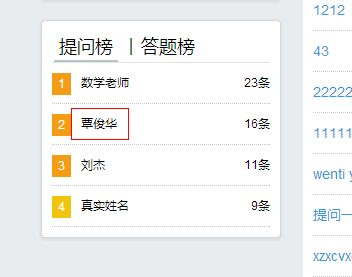 提问榜 | 答题榜
1 数学老师 23条
2 覃俊华 16条
3 刘杰 11条
4 真实姓名 9条
1212
43
22222
11111
wenti y
提问一
xzxcvx